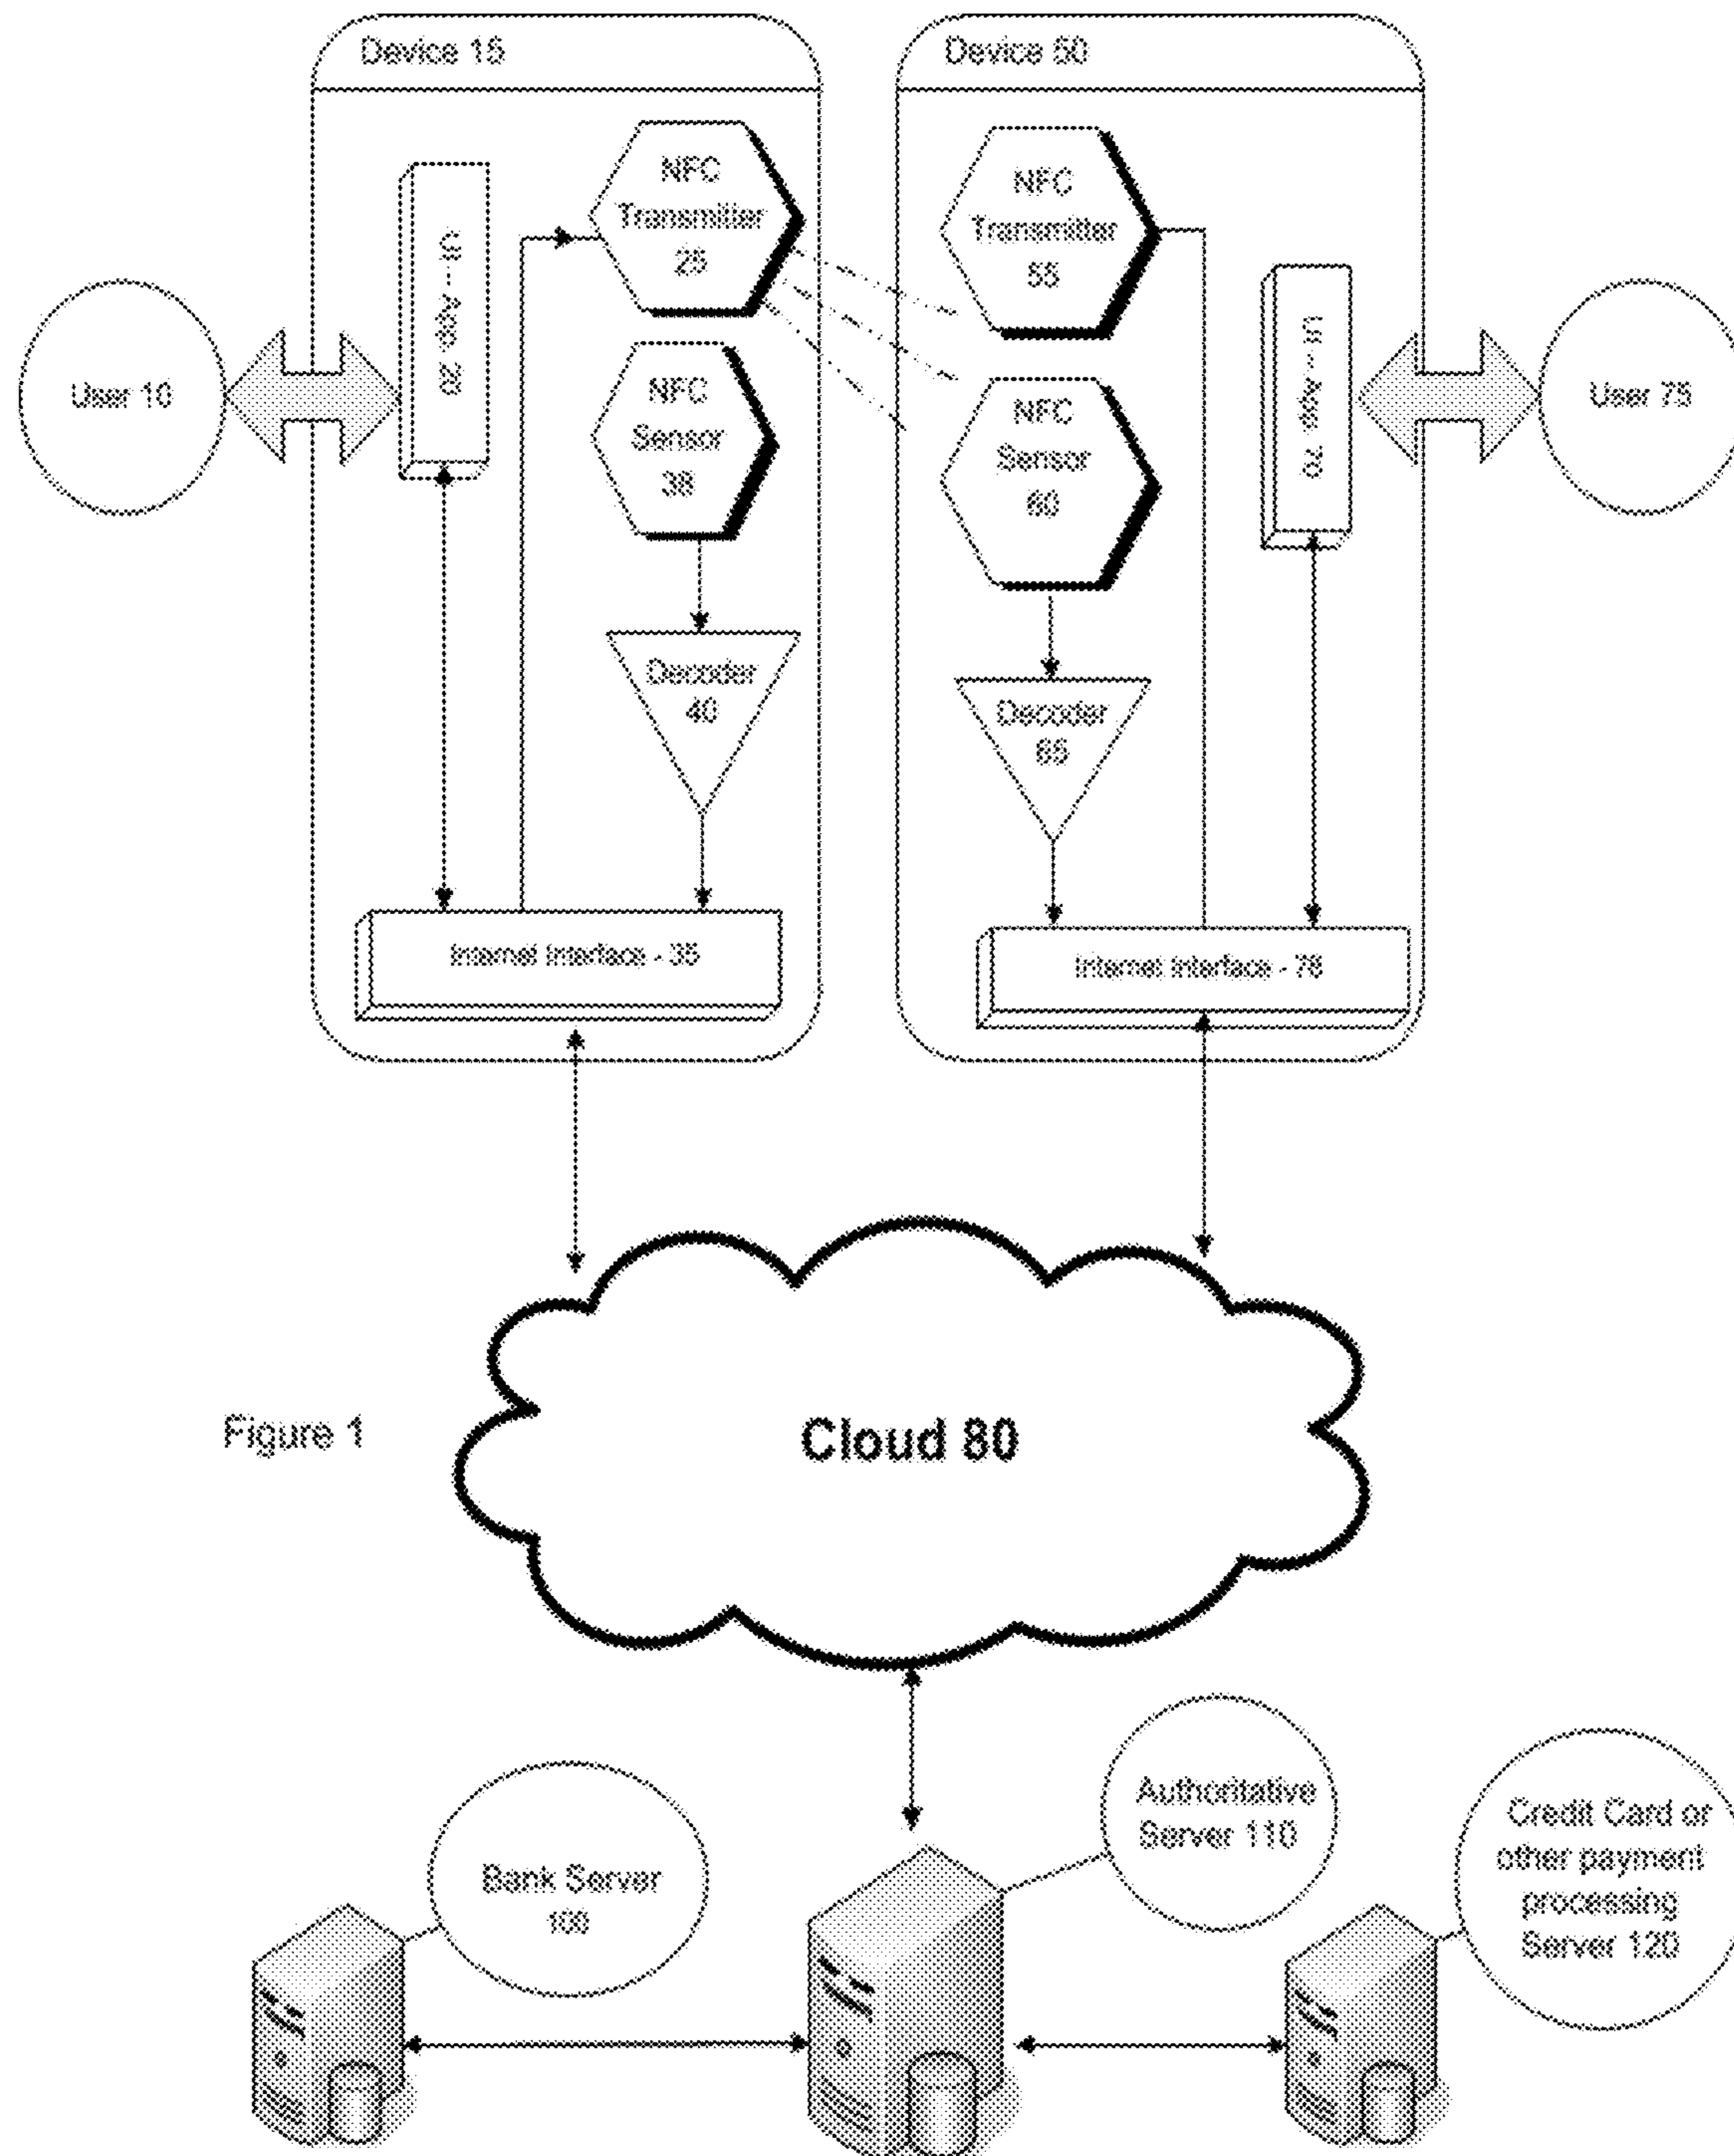 Device 15
Device 50
NFC
Transmitter
25
NFC
Transmitter
55
UI -- App 20
UI -- App 70
User 10
User 75
NFC
Sensor
38
NFC
Sensor
60
Decoder
40
Decoder
65
Internet Interface - 35
Internet Interface - 76
Figure 1
Cloud 80
Bank Server
100
Authoritative
Server 110
Credit Card or
other payment
processing
Server 120